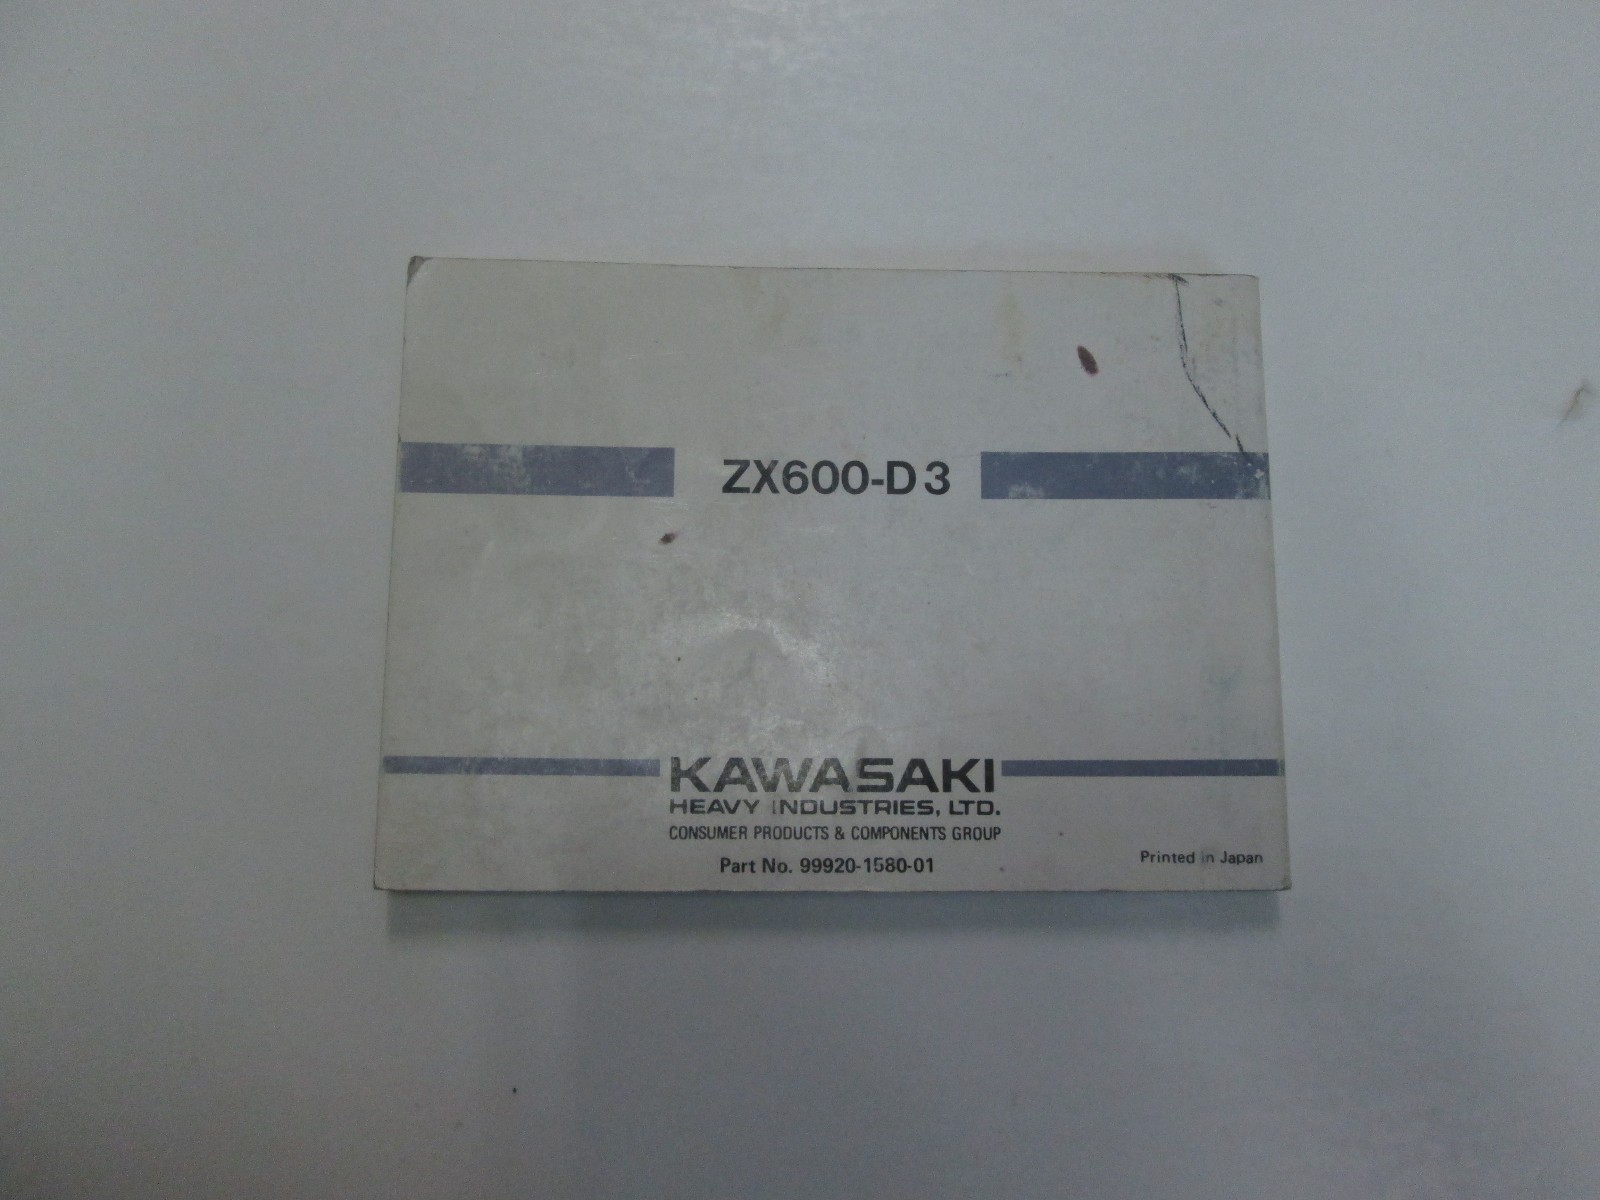 ZX600-D3
KAWASAKI
HEAVY INDUSTRIES, LTD.
CONSUMER PRODUCTS & COMPONENTS GROUP
Part No. 99920-1580-01
Printed in Japan